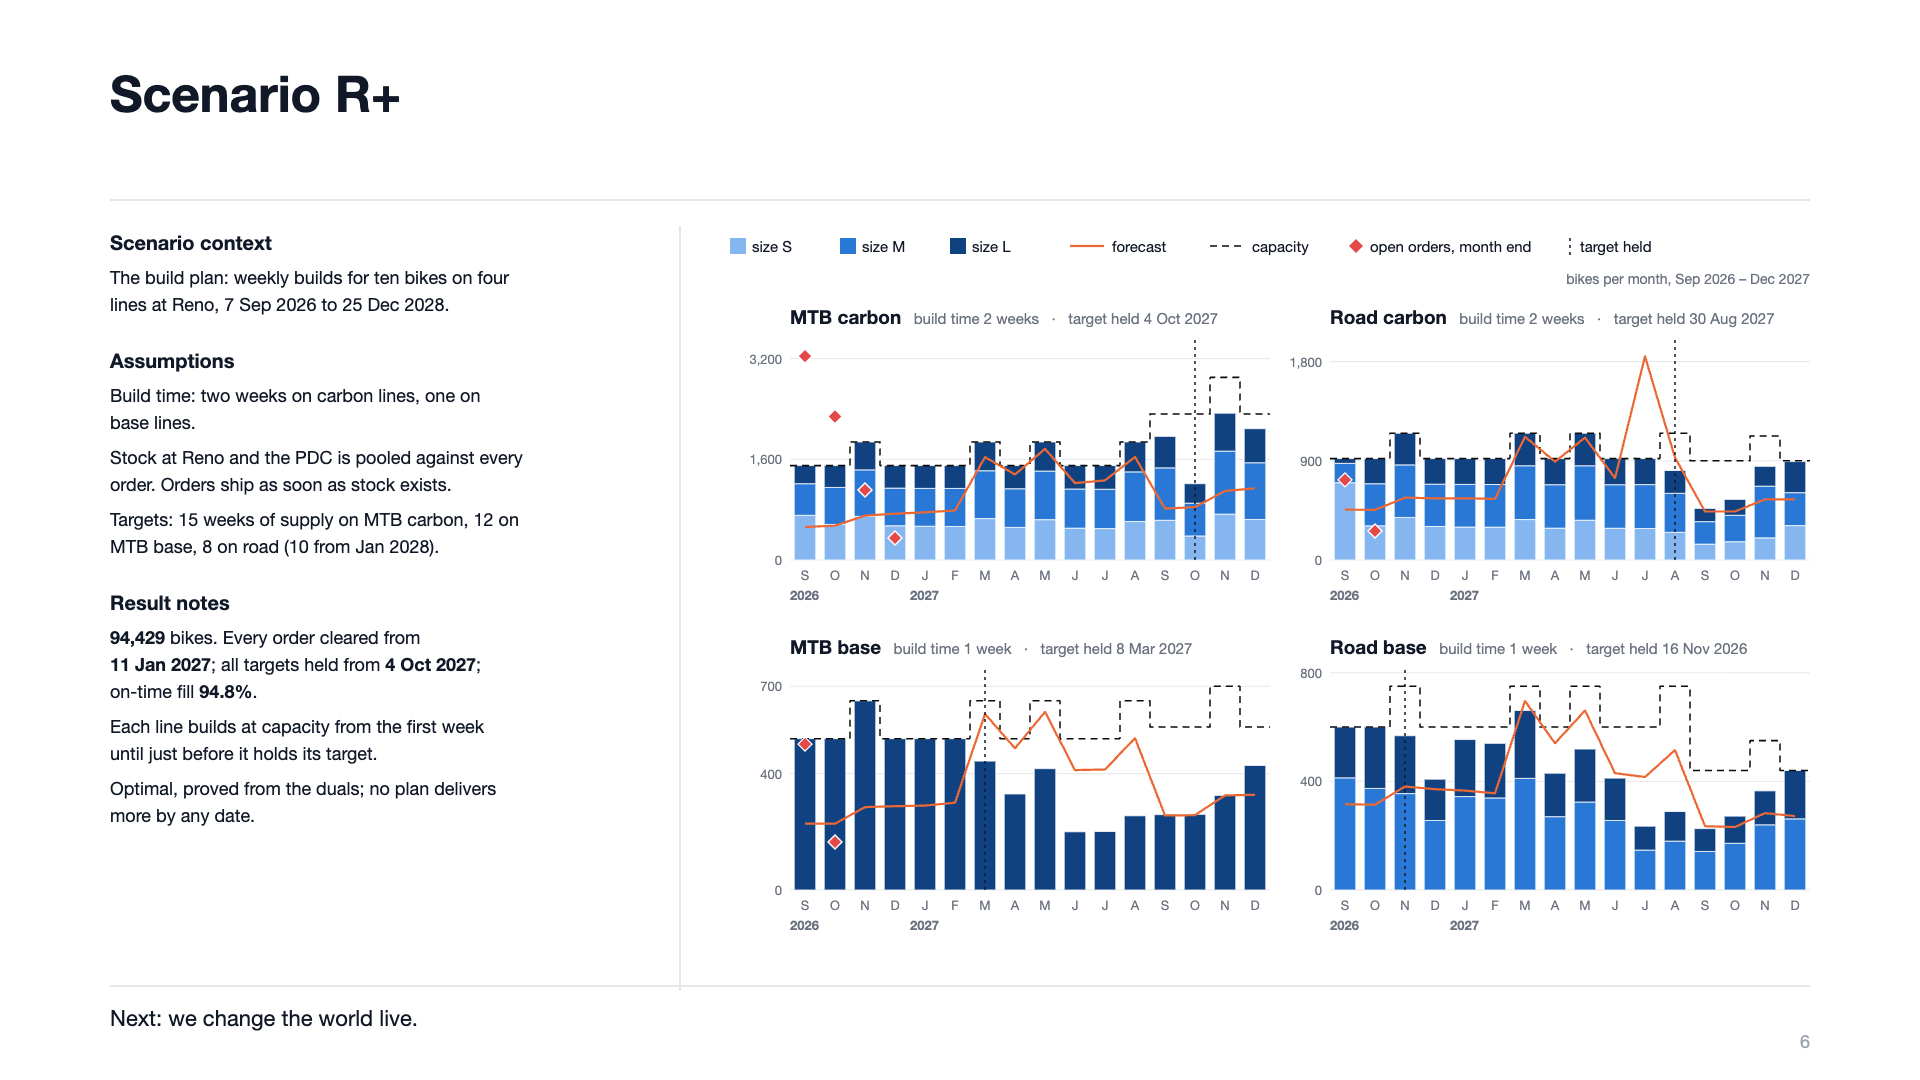 Scenario R+
Scenario context
The build plan: weekly builds for ten bikes on four
lines at Reno, 7 Sep 2026 to 25 Dec 2028.
Assumptions
Build time: two weeks on carbon lines, one on
base lines.
Stock at Reno and the PDC is pooled against every
order. Orders ship as soon as stock exists.
Targets: 15 weeks of supply on MTB carbon, 12 on
MTB base, 8 on road (10 from Jan 2028).
Result notes
94,429 bikes. Every order cleared from
11 Jan 2027; all targets held from 4 Oct 2027;
on-time fill 94.8%.
Each line builds at capacity from the first week
until just before it holds its target.
Optimal, proved from the duals; no plan delivers
more by any date.
size S size M size L forecast capacity open orders, month end target held
bikes per month, Sep 2026 – Dec 2027
MTB carbon build time 2 weeks · target held 4 Oct 2027
3,200
1,600
0
S O N D J F M A M J J A S O N D
2026 2027
Road carbon build time 2 weeks · target held 30 Aug 2027
1,800
900
0
S O N D J F M A M J J A S O N D
2026 2027
MTB base build time 1 week · target held 8 Mar 2027
700
400
0
S O N D J F M A M J J A S O N D
2026 2027
Road base build time 1 week · target held 16 Nov 2026
800
400
0
S O N D J F M A M J J A S O N D
2026 2027
Next: we change the world live.
6